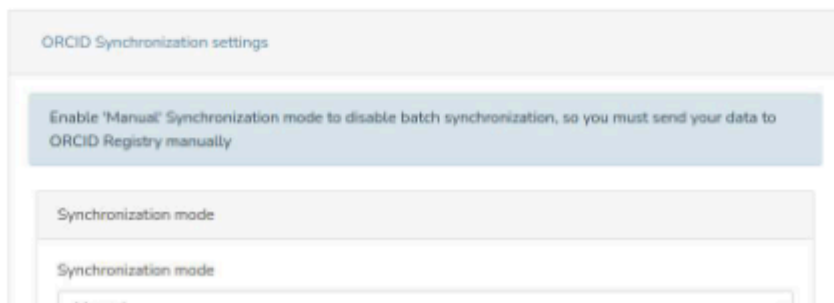 ORCID Synchronization settings
Enable 'Manual' Synchronization mode to disable batch synchronization, so you must send your data to
ORCID Registry manually
Synchronization mode
Synchronization mode